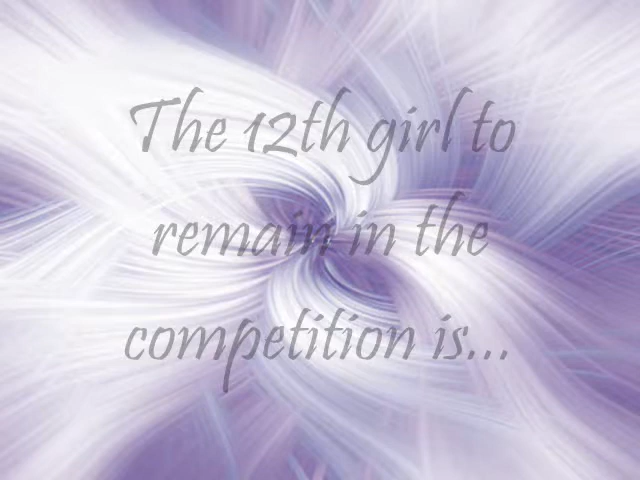 The 12th girl to
remain in the
competition is...